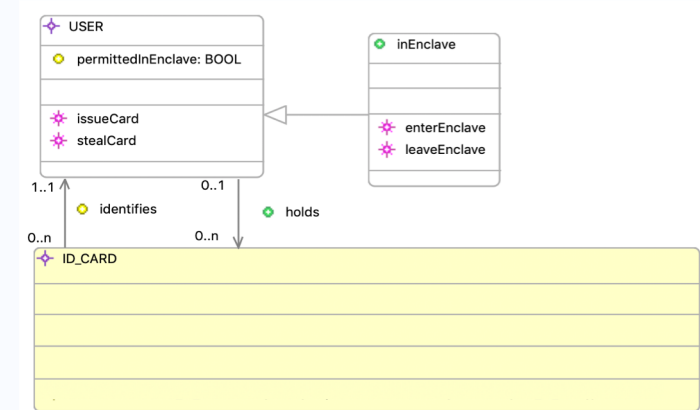 USER
permittedInEnclave: BOOL
issueCard
stealCard
inEnclave
enterEnclave
leaveEnclave
1..1
0..1
identifies
holds
0..n
0..n
ID_CARD